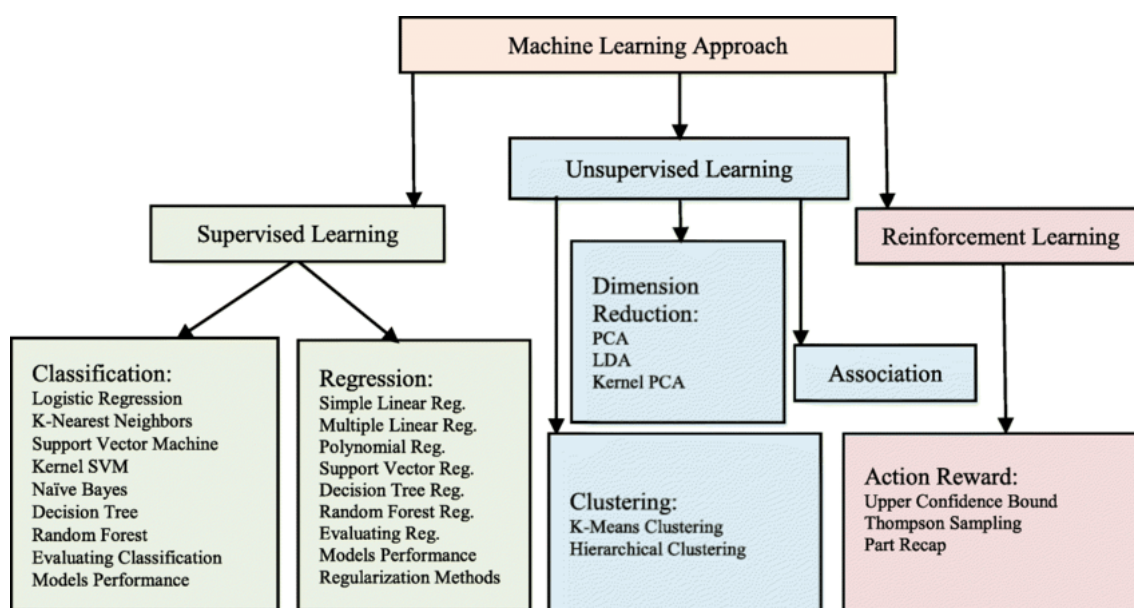 Machine Learning Approach
Unsupervised Learning
Supervised Learning
Reinforcement Learning
Dimension
Reduction:
PCA
LDA
Kernel PCA
Association
Classification:
Logistic Regression
K-Nearest Neighbors
Support Vector Machine
Kernel SVM
Naïve Bayes
Decision Tree
Random Forest
Evaluating Classification
Models Performance
Regression:
Simple Linear Reg.
Multiple Linear Reg.
Polynomial Reg.
Support Vector Reg.
Decision Tree Reg.
Random Forest Reg.
Evaluating Reg.
Models Performance
Regularization Methods
Clustering:
K-Means Clustering
Hierarchical Clustering
Action Reward:
Upper Confidence Bound
Thompson Sampling
Part Recap